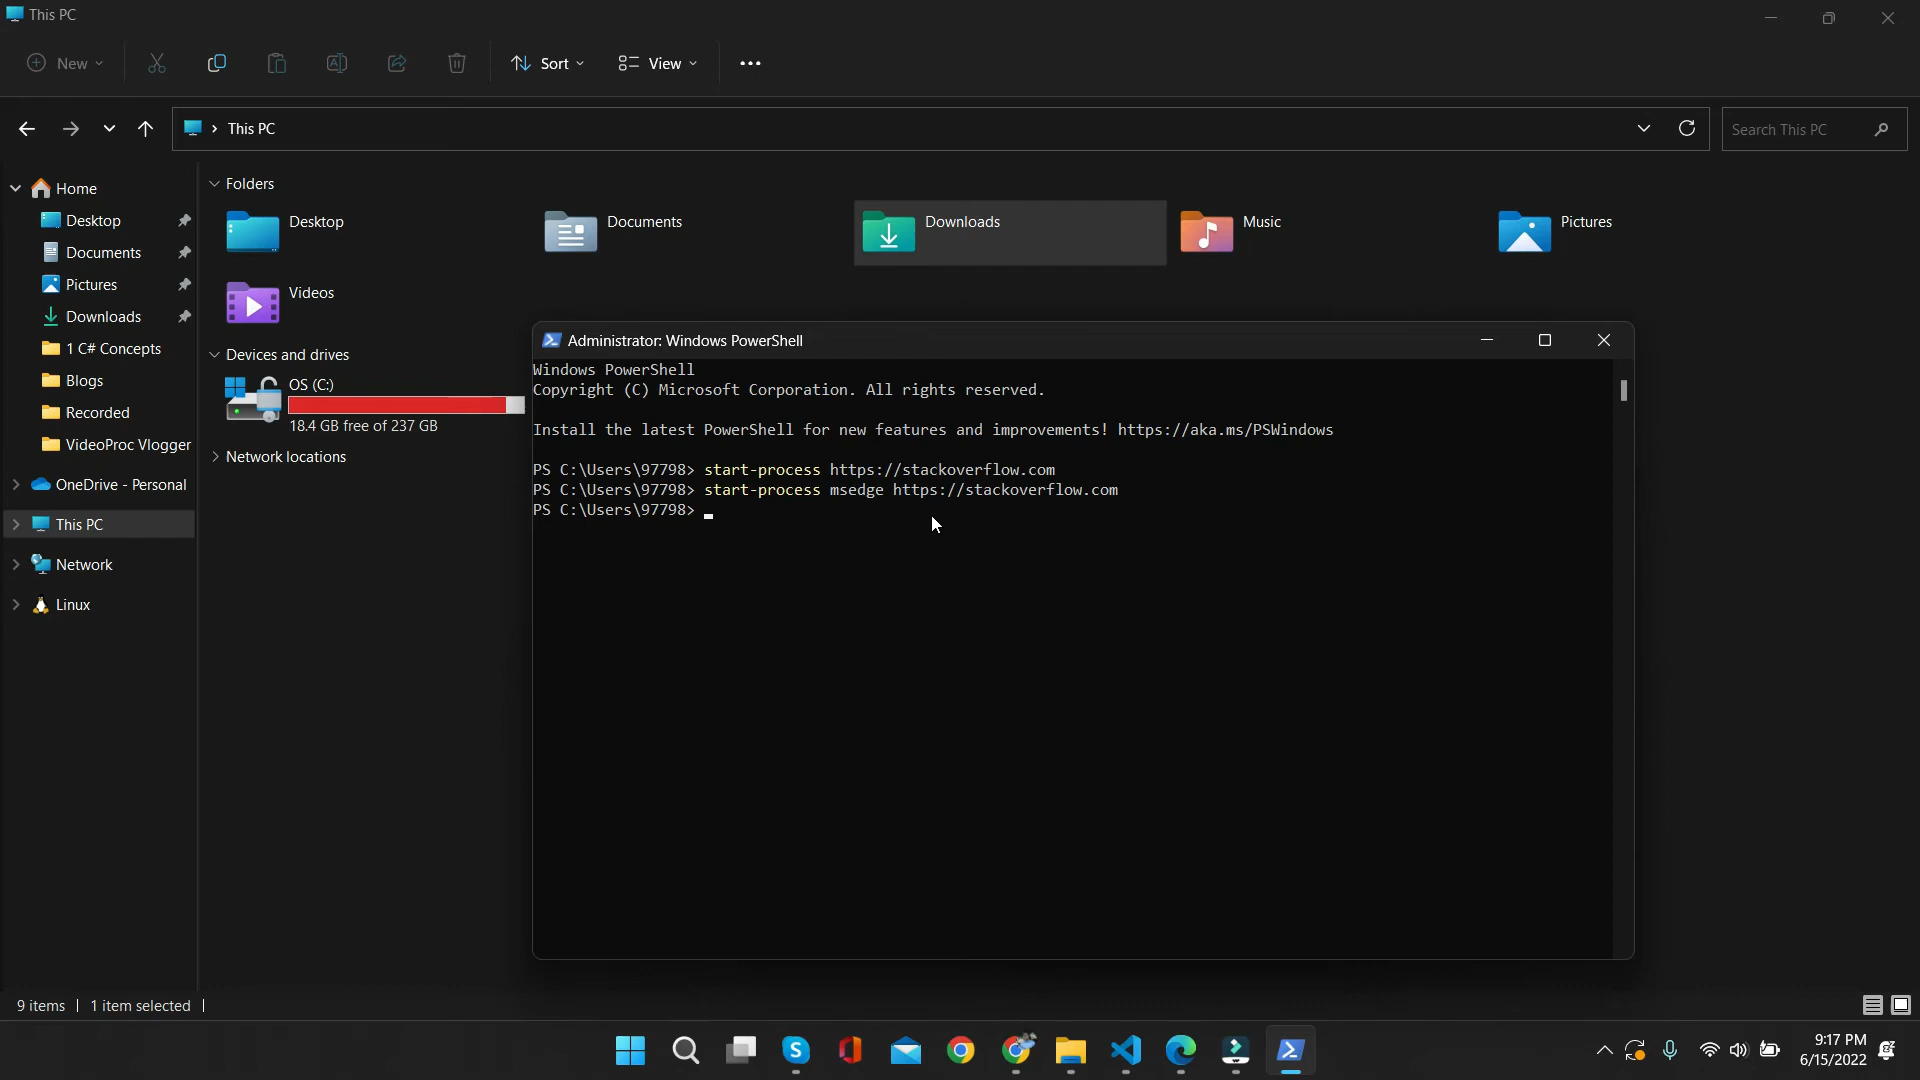 This PC
New
Sort
View
This PC
Search This PC
Home
Desktop
Documents
Pictures
Downloads
1 C# Concepts
Blogs
Recorded
VideoProc Vlogger
OneDrive - Personal
This PC
Network
Linux
Folders
Desktop
Documents
Downloads
Music
Pictures
Videos
Devices and drives
OS (C:)
18.4 GB free of 237 GB
Network locations
Administrator: Windows PowerShell
Windows PowerShell
Copyright (C) Microsoft Corporation. All rights reserved.
Install the latest PowerShell for new features and improvements! https://aka.ms/PSWindows
PS C:\Users\97798> start-process https://stackoverflow.com
PS C:\Users\97798> start-process msedge https://stackoverflow.com
PS C:\Users\97798>
9 items
1 item selected
9:17 PM
6/15/2022